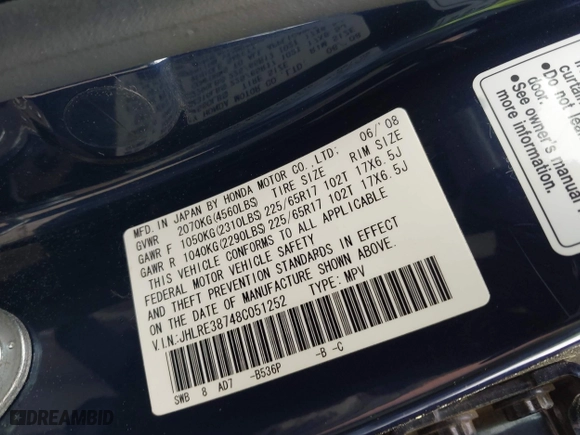 MFD. IN JAPAN BY HONDA MOTOR CO., LTD. 06/'08
GVWR 2070KG(4560LBS) TIRE SIZE RIM SIZE
GAWR F 1050KG(2310LBS) 225/65R17 102T 17X6.5J
GAWR R 1040KG(2290LBS) 225/65R17 102T 17X6.5J
THIS VEHICLE CONFORMS TO ALL APPLICABLE
FEDERAL MOTOR VEHICLE SAFETY
AND THEFT PREVENTION STANDARDS IN EFFECT
ON THE DATE OF MANUFACTURE SHOWN ABOVE.
V.I.N: JHLRE38748C051252 TYPE: MPV
SWB 8 AD7 -B536P -B -C
curtain
•Do not
door.
•See owner's manual
more information.
DREAMBID